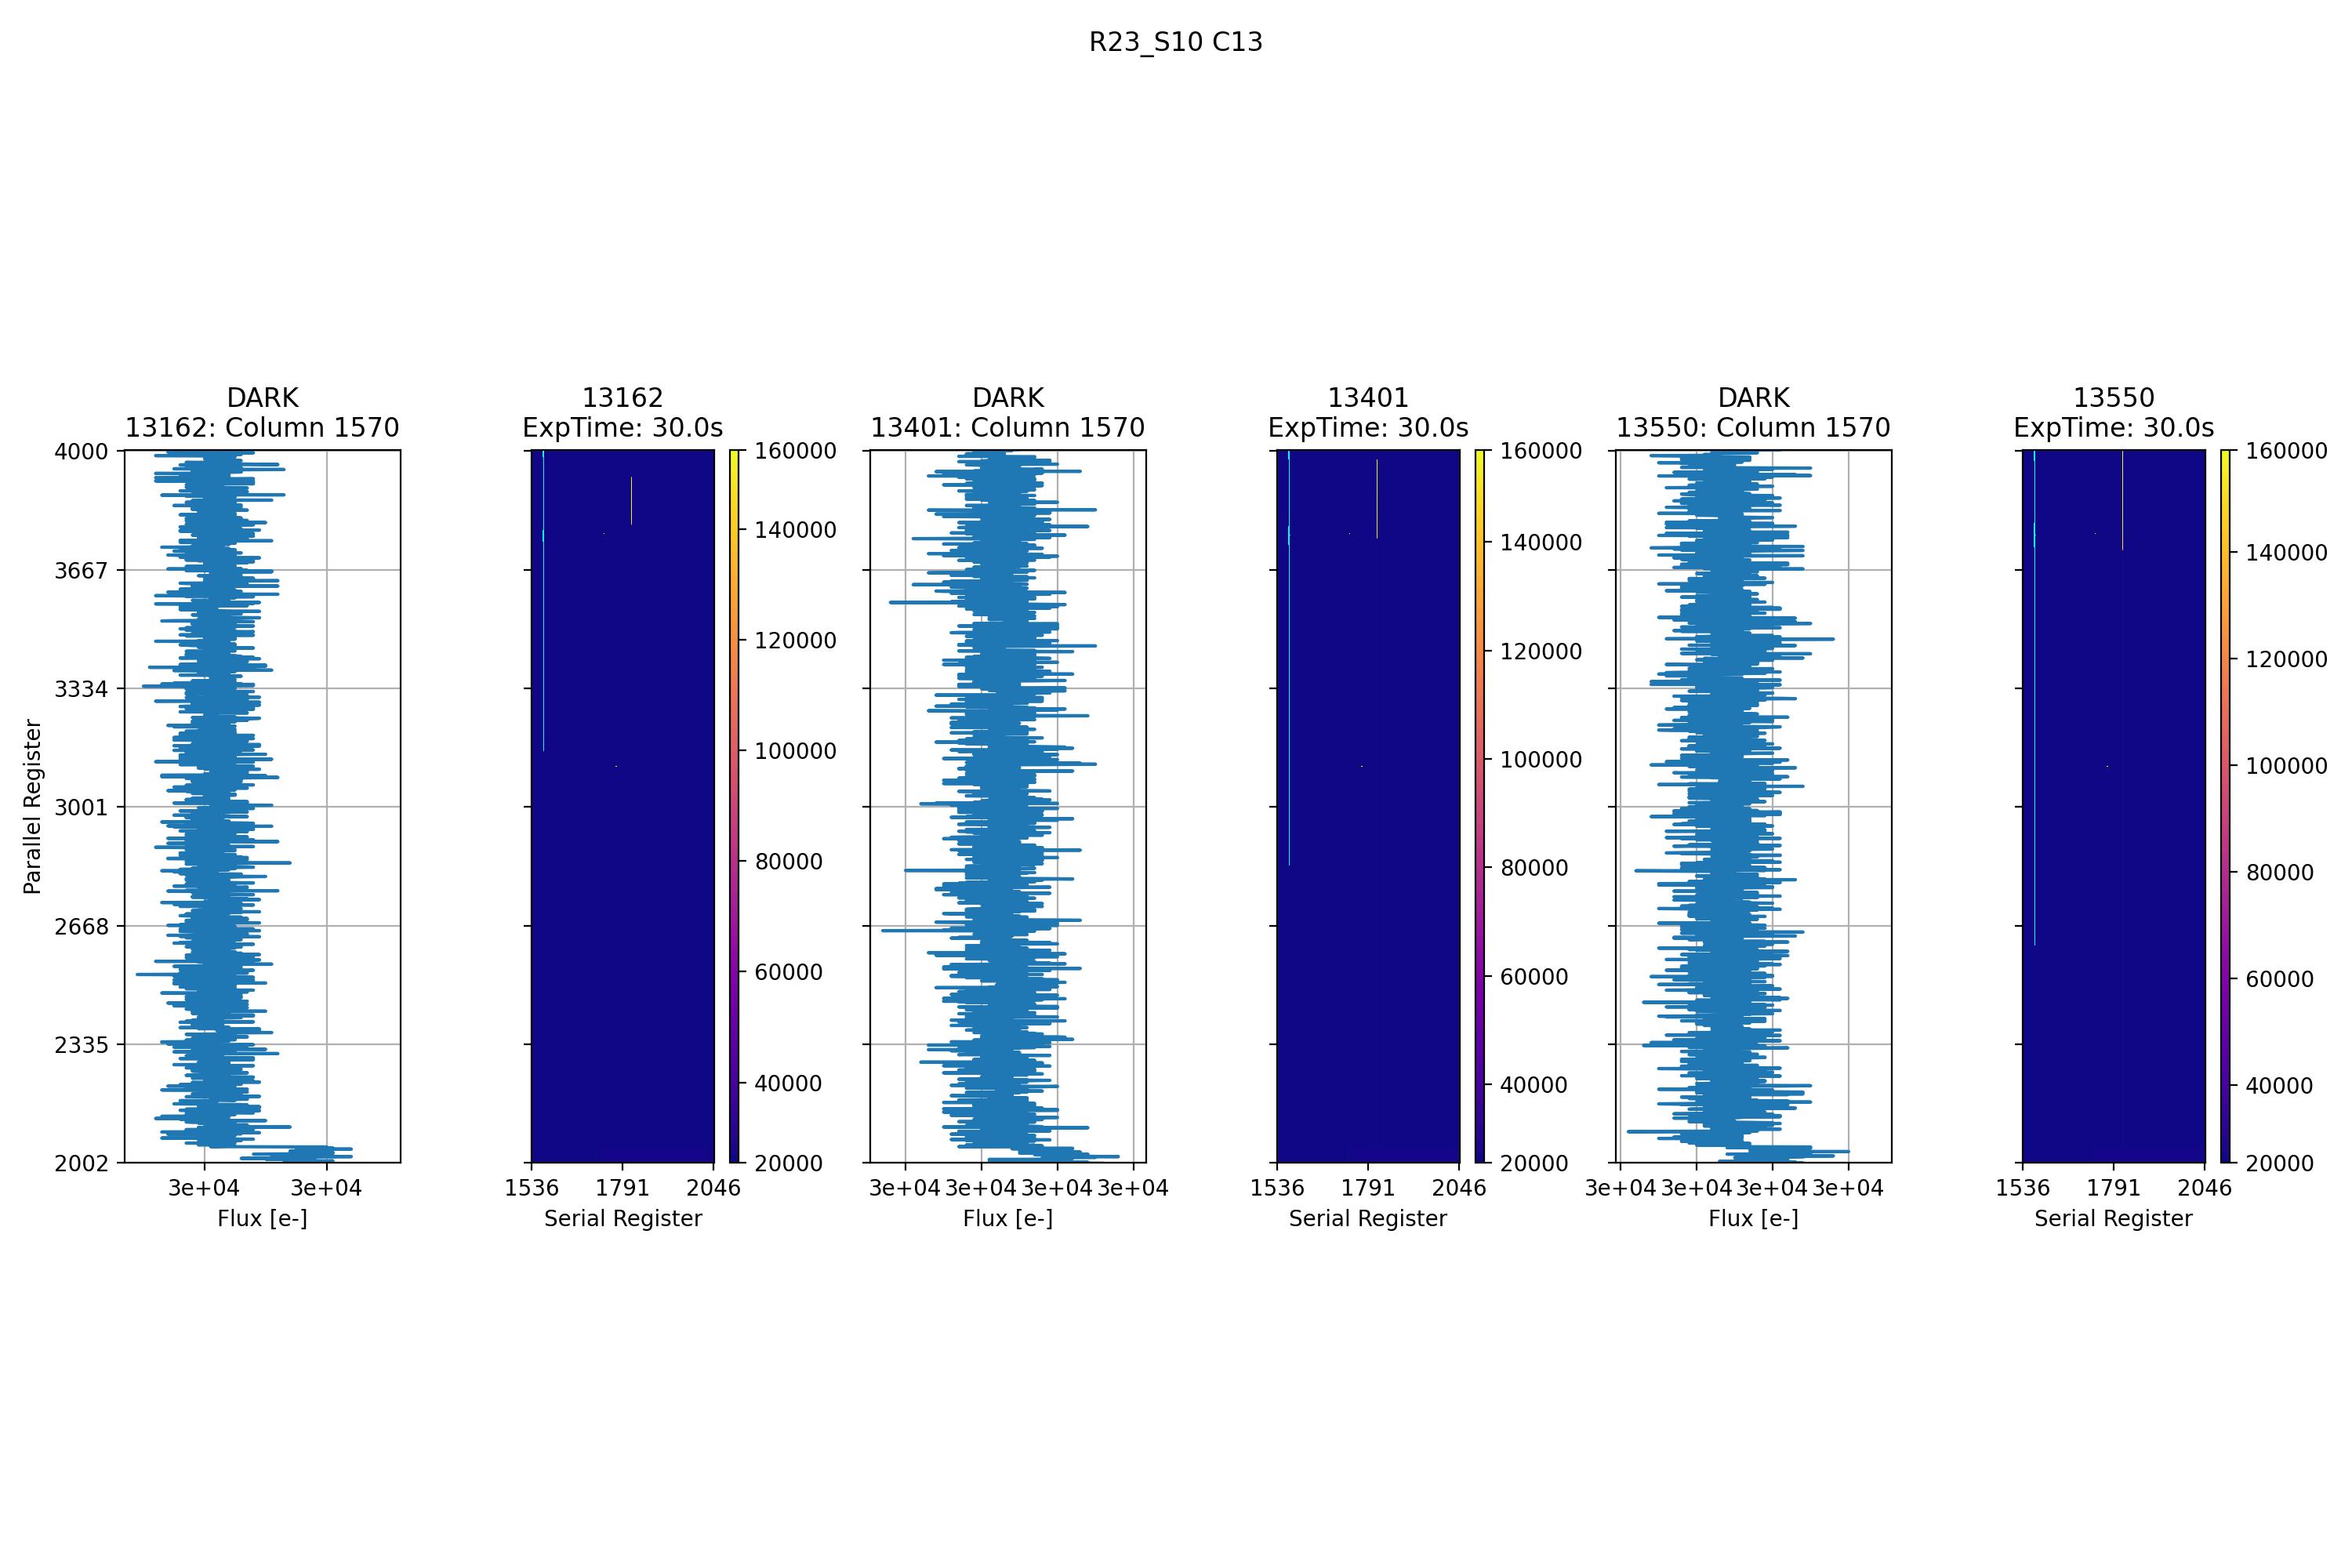 R23_S10 C13
DARK
13162: Column 1570
13162
ExpTime: 30.0s
DARK
13401: Column 1570
13401
ExpTime: 30.0s
DARK
13550: Column 1570
13550
ExpTime: 30.0s
Parallel Register
4000
3667
3334
3001
2668
2335
2002
3e+04 3e+04
Flux [e-]
1536 1791 2046
Serial Register
160000
140000
120000
100000
80000
60000
40000
20000
3e+04 3e+04 3e+04 3e+04
Flux [e-]
1536 1791 2046
Serial Register
160000
140000
120000
100000
80000
60000
40000
20000
3e+04 3e+04 3e+04 3e+04
Flux [e-]
1536 1791 2046
Serial Register
160000
140000
120000
100000
80000
60000
40000
20000